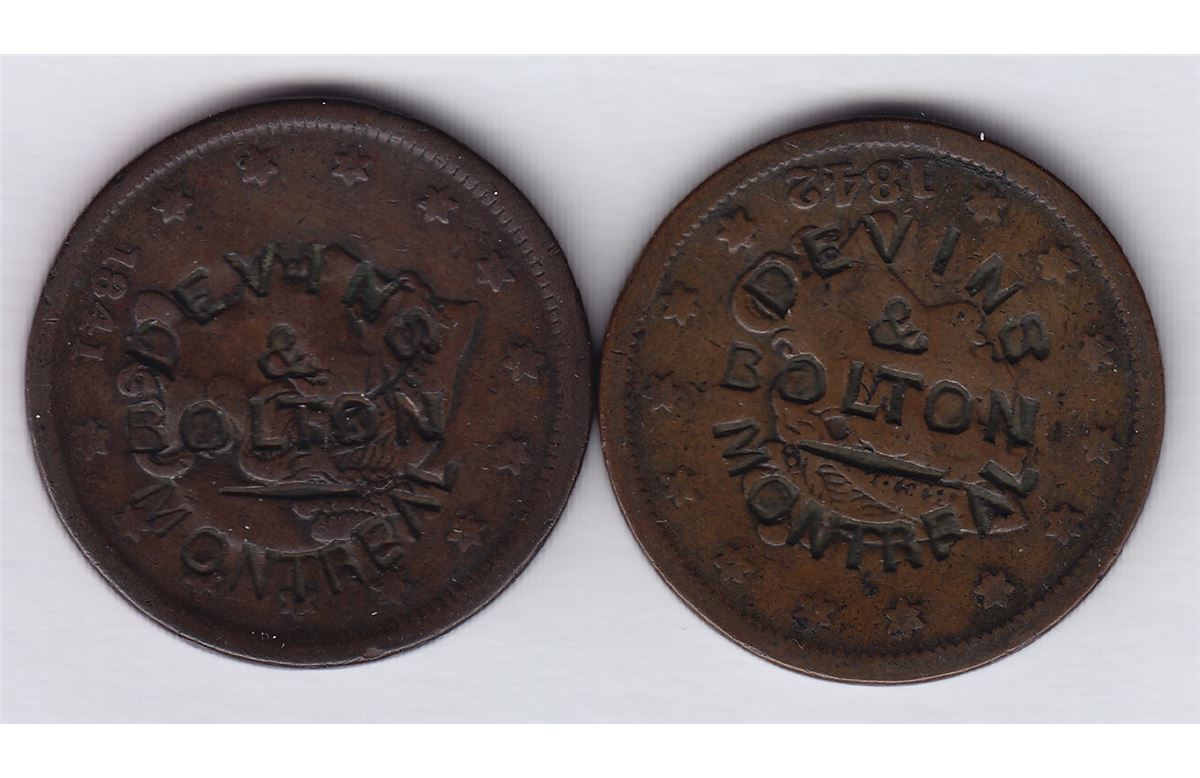 1841
DEVINS
&
BOLTON
MONTREAL
1842
DEVINS
&
BOLTON
MONTREAL